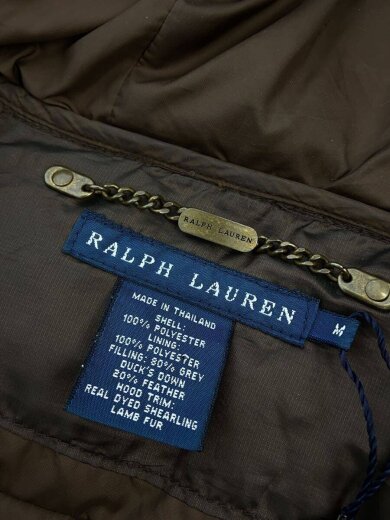 RALPH LAUREN
RALPH LAUREN
M
MADE IN THAILAND
SHELL:
100% POLYESTER
LINING:
100% POLYESTER
FILLING: 80% GREY
DUCK'S DOWN
20% FEATHER
HOOD TRIM:
REAL DYED SHEARLING
LAMB FUR